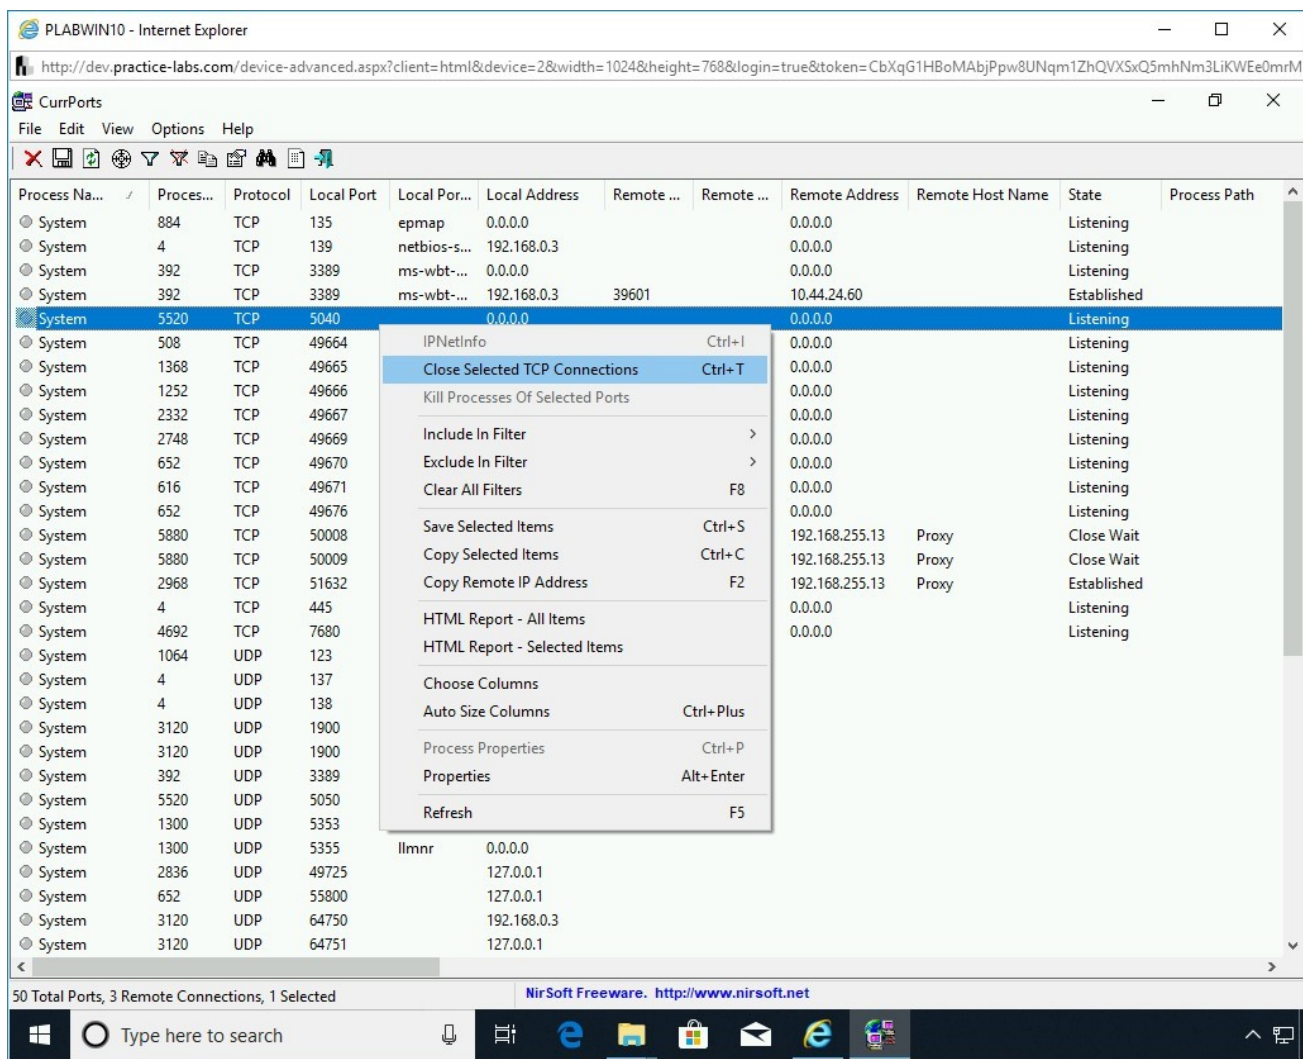 PLABWIN10 - Internet Explorer
http://dev.practice-labs.com/device-advanced.aspx?client=html&device=2&width=1024&height=768&login=true&token=CbXqG1HBoMAbjPpw8UNqm1ZhQVXSxQ5mhNm3LiKWEe0mrM
CurrPorts
File Edit View Options Help
Process Na... Proces... Protocol Local Port Local Por... Local Address Remote ... Remote ... Remote Address Remote Host Name State Process Path
System 884 TCP 135 epmap 0.0.0.0 0.0.0.0 Listening
System 4 TCP 139 netbios-s... 192.168.0.3 0.0.0.0 Listening
System 392 TCP 3389 ms-wbt-... 0.0.0.0 0.0.0.0 Listening
System 392 TCP 3389 ms-wbt-... 192.168.0.3 39601 10.44.24.60 Established
System 5520 TCP 5040 0.0.0.0 0.0.0.0 Listening
System 508 TCP 49664 0.0.0.0 Listening
System 1368 TCP 49665 0.0.0.0 Listening
System 1252 TCP 49666 0.0.0.0 Listening
System 2332 TCP 49667 0.0.0.0 Listening
System 2748 TCP 49669 0.0.0.0 Listening
System 652 TCP 49670 0.0.0.0 Listening
System 616 TCP 49671 0.0.0.0 Listening
System 652 TCP 49676 0.0.0.0 Listening
System 5880 TCP 50008 192.168.255.13 Proxy Close Wait
System 5880 TCP 50009 192.168.255.13 Proxy Close Wait
System 2968 TCP 51632 192.168.255.13 Proxy Established
System 4 TCP 445 0.0.0.0 Listening
System 4692 TCP 7680 0.0.0.0 Listening
System 1064 UDP 123
System 4 UDP 137
System 4 UDP 138
System 3120 UDP 1900
System 3120 UDP 1900
System 392 UDP 3389
System 5520 UDP 5050
System 1300 UDP 5353
System 1300 UDP 5355 llmnr 0.0.0.0
System 2836 UDP 49725 127.0.0.1
System 652 UDP 55800 127.0.0.1
System 3120 UDP 64750 192.168.0.3
System 3120 UDP 64751 127.0.0.1
IPNetInfo Ctrl+I
Close Selected TCP Connections Ctrl+T
Kill Processes Of Selected Ports
Include In Filter
Exclude In Filter
Clear All Filters F8
Save Selected Items Ctrl+S
Copy Selected Items Ctrl+C
Copy Remote IP Address F2
HTML Report - All Items
HTML Report - Selected Items
Choose Columns
Auto Size Columns Ctrl+Plus
Process Properties Ctrl+P
Properties Alt+Enter
Refresh F5
50 Total Ports, 3 Remote Connections, 1 Selected
NirSoft Freeware. http://www.nirsoft.net
Type here to search